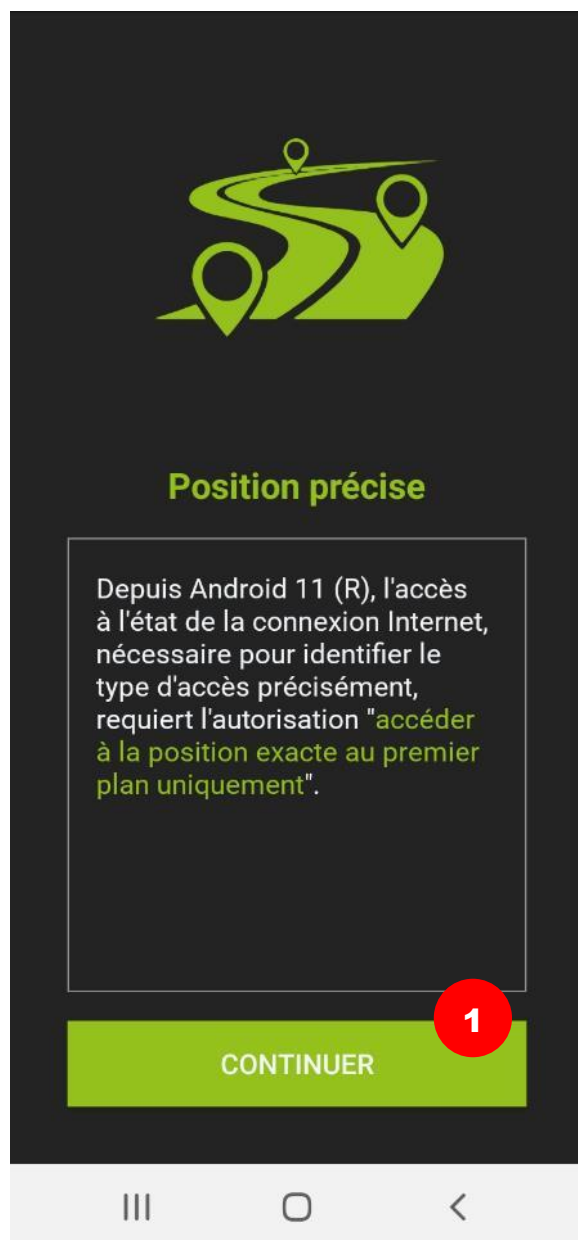 Position précise
Depuis Android 11 (R), l'accès
à l'état de la connexion Internet,
nécessaire pour identifier le
type d'accès précisément,
requiert l'autorisation "accéder
à la position exacte au premier
plan uniquement".
1
CONTINUER